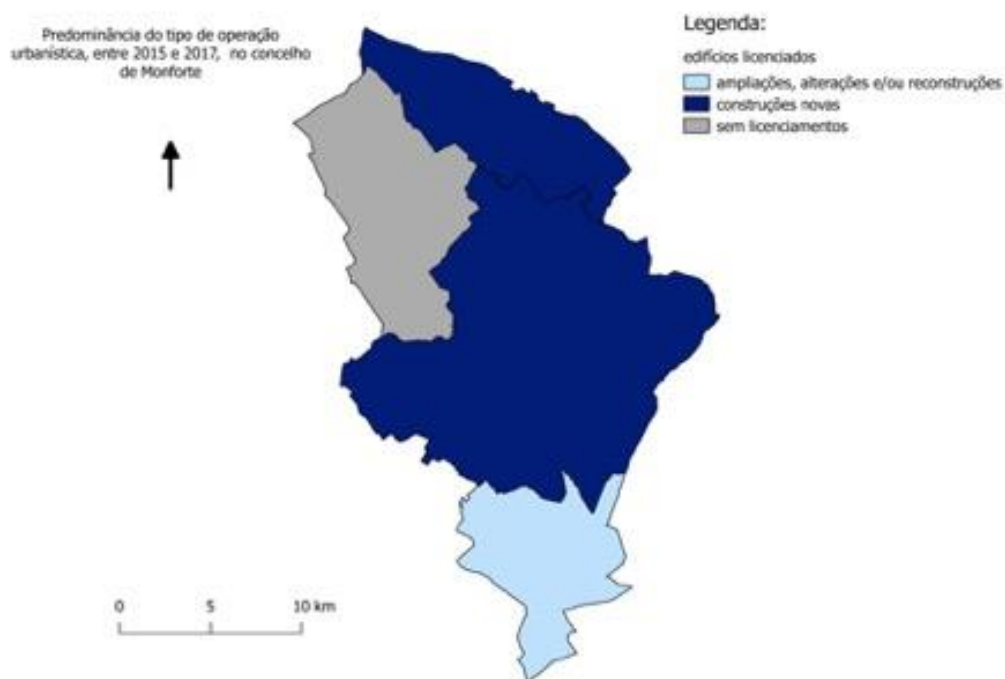 Predominância do tipo de operação
urbanística, entre 2015 e 2017, no concelho
de Monforte
Legenda:
edifícios licenciados
ampliações, alterações e/ou reconstruções
construções novas
sem licenciamentos
0 5 10 km